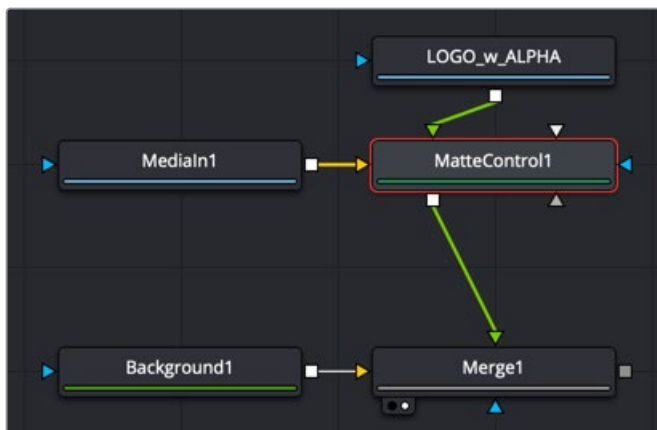 LOGO_w_ALPHA
MediaIn1
MatteControl1
Background1
Merge1